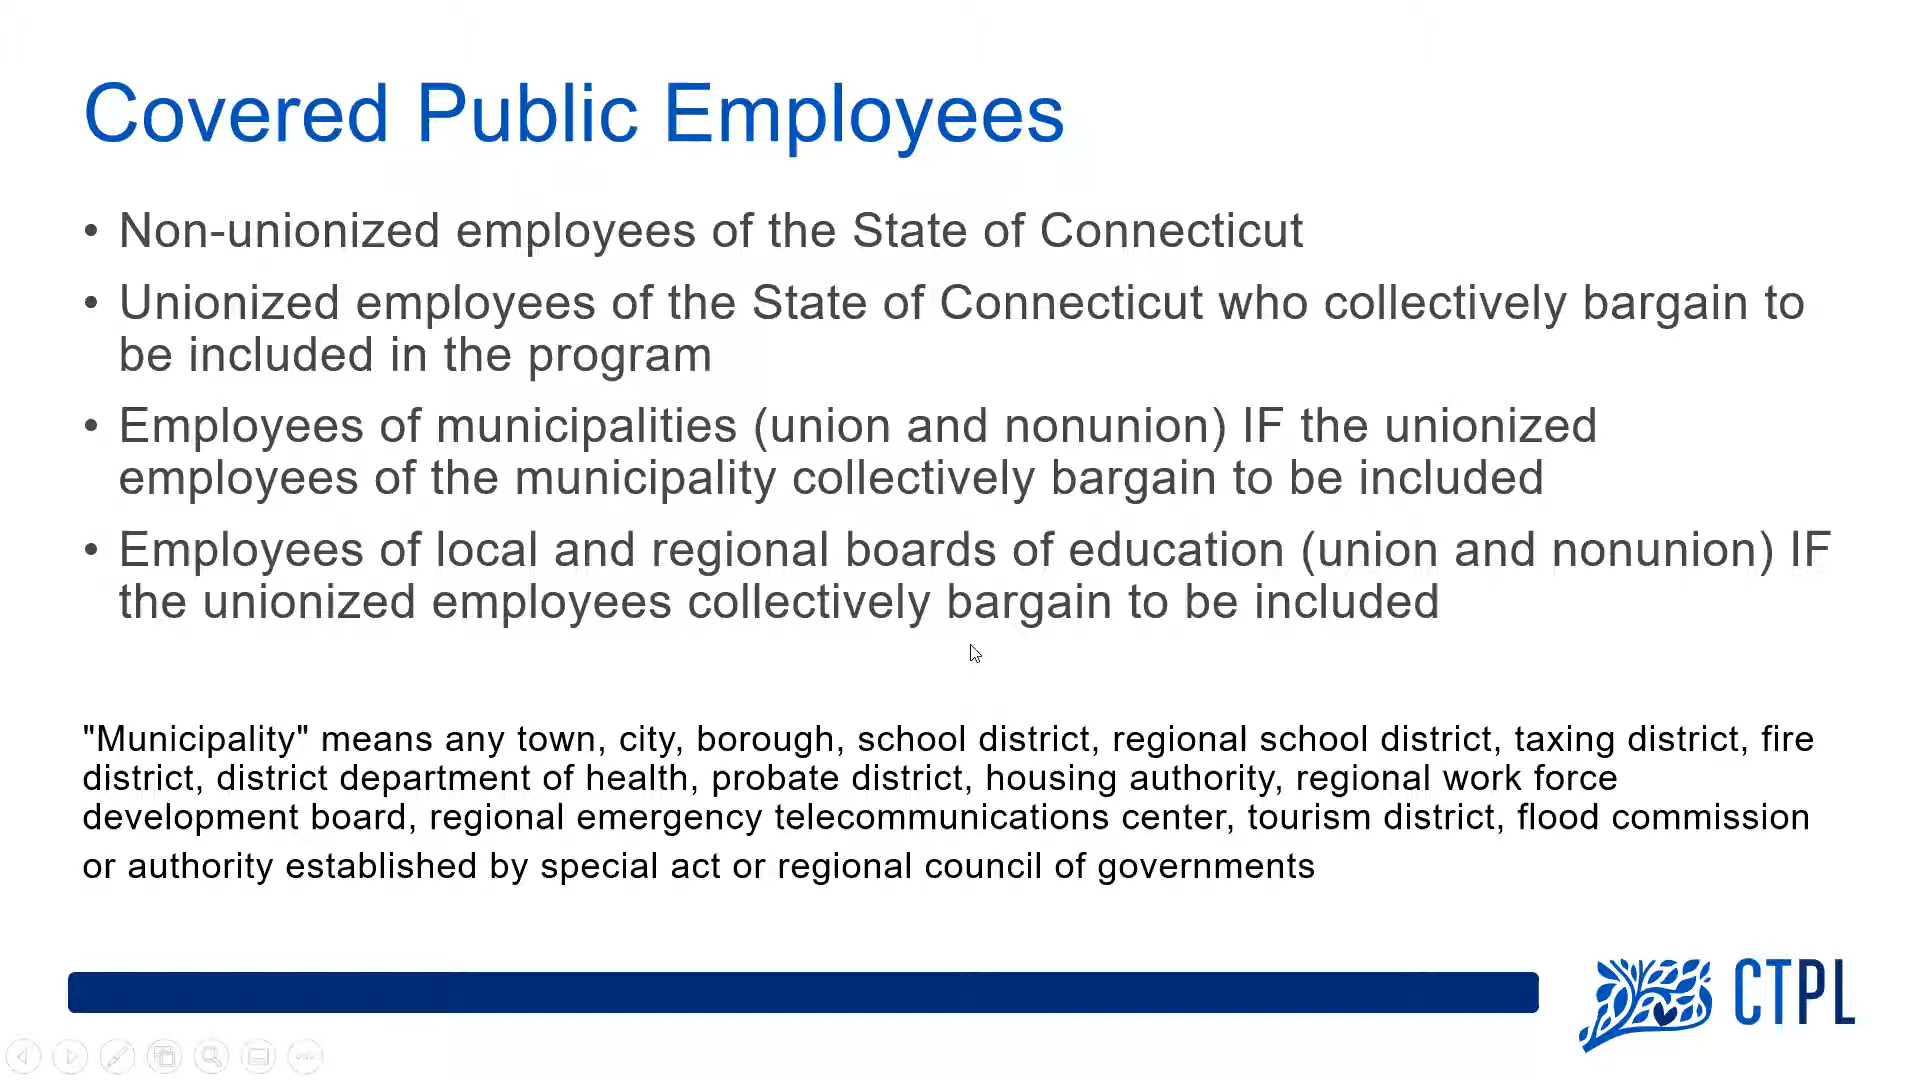 Covered Public Employees
• Non-unionized employees of the State of Connecticut
• Unionized employees of the State of Connecticut who collectively bargain to
be included in the program
• Employees of municipalities (union and nonunion) IF the unionized
employees of the municipality collectively bargain to be included
• Employees of local and regional boards of education (union and nonunion) IF
the unionized employees collectively bargain to be included
"Municipality" means any town, city, borough, school district, regional school district, taxing district, fire
district, district department of health, probate district, housing authority, regional work force
development board, regional emergency telecommunications center, tourism district, flood commission
or authority established by special act or regional council of governments
CTPL